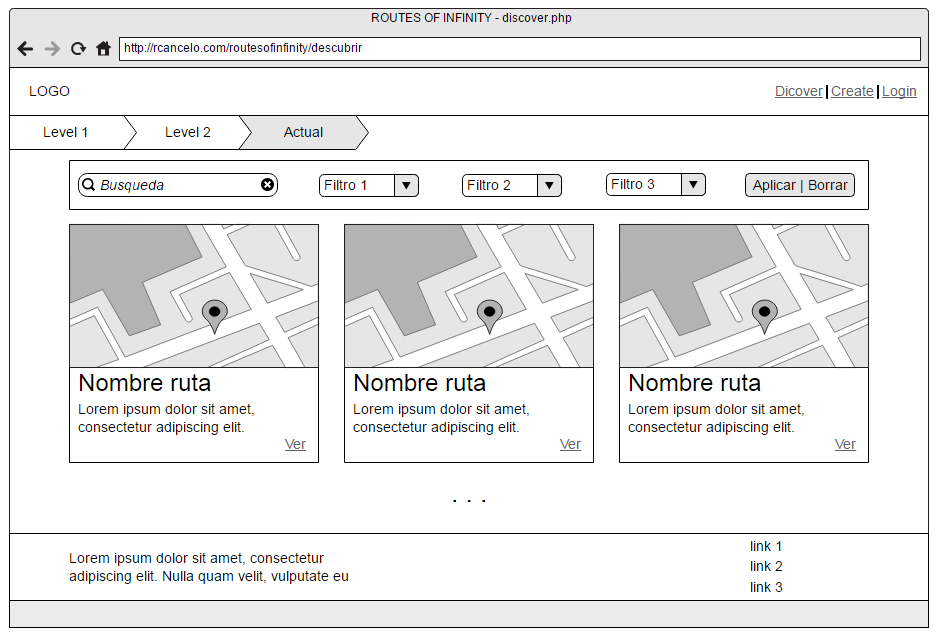 ROUTES OF INFINITY - discover.php
http://rcancelo.com/routesofinfinity/descubrir
LOGO
Dicover | Create | Login
Level 1 Level 2 Actual
Busqueda Filtro 1 Filtro 2 Filtro 3 Aplicar | Borrar
Nombre ruta
Lorem ipsum dolor sit amet,
consectetur adipiscing elit.
Ver
Nombre ruta
Lorem ipsum dolor sit amet,
consectetur adipiscing elit.
Ver
Nombre ruta
Lorem ipsum dolor sit amet,
consectetur adipiscing elit.
Ver
. . .
Lorem ipsum dolor sit amet, consectetur
adipiscing elit. Nulla quam velit, vulputate eu
link 1
link 2
link 3